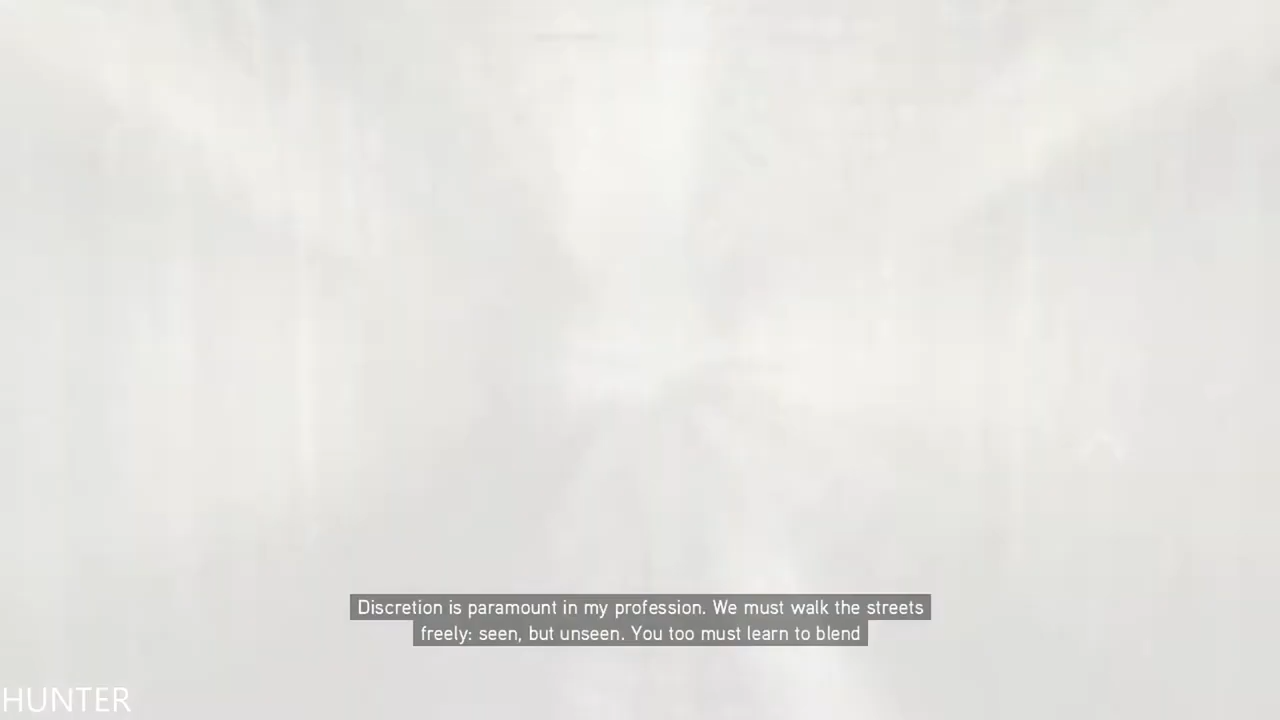 Discretion is paramount in my profession. We must walk the streets
freely: seen, but unseen. You too must learn to blend
HUNTER